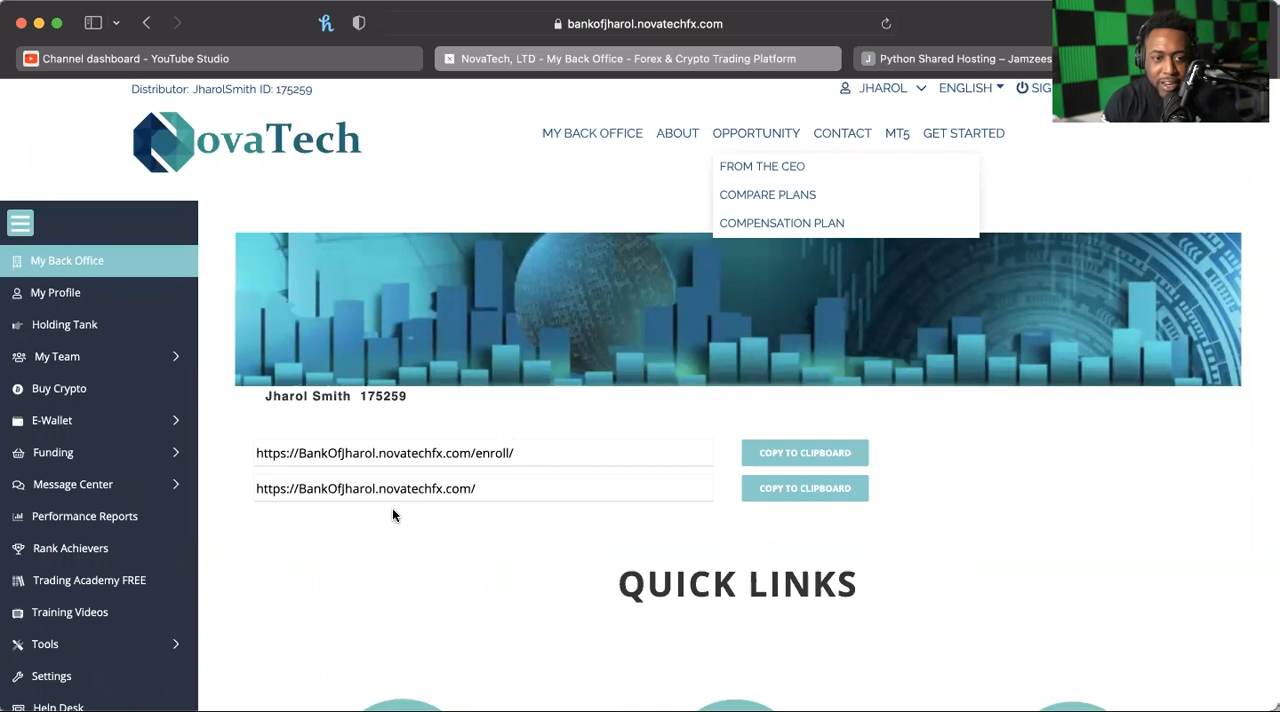 bankofjharol.novatechfx.com
Channel dashboard - YouTube Studio
NovaTech, LTD - My Back Office - Forex & Crypto Trading Platform
Python Shared Hosting – Jamzees
Distributor: JharolSmith ID: 175259
JHAROL
ENGLISH
SIG
NovaTech
MY BACK OFFICE
ABOUT
OPPORTUNITY
CONTACT
MT5
GET STARTED
FROM THE CEO
COMPARE PLANS
COMPENSATION PLAN
My Back Office
My Profile
Holding Tank
My Team
Buy Crypto
E-Wallet
Funding
Message Center
Performance Reports
Rank Achievers
Trading Academy FREE
Training Videos
Tools
Settings
Help Desk
Jharol Smith 175259
https://BankOfJharol.novatechfx.com/enroll/
COPY TO CLIPBOARD
https://BankOfJharol.novatechfx.com/
COPY TO CLIPBOARD
QUICK LINKS